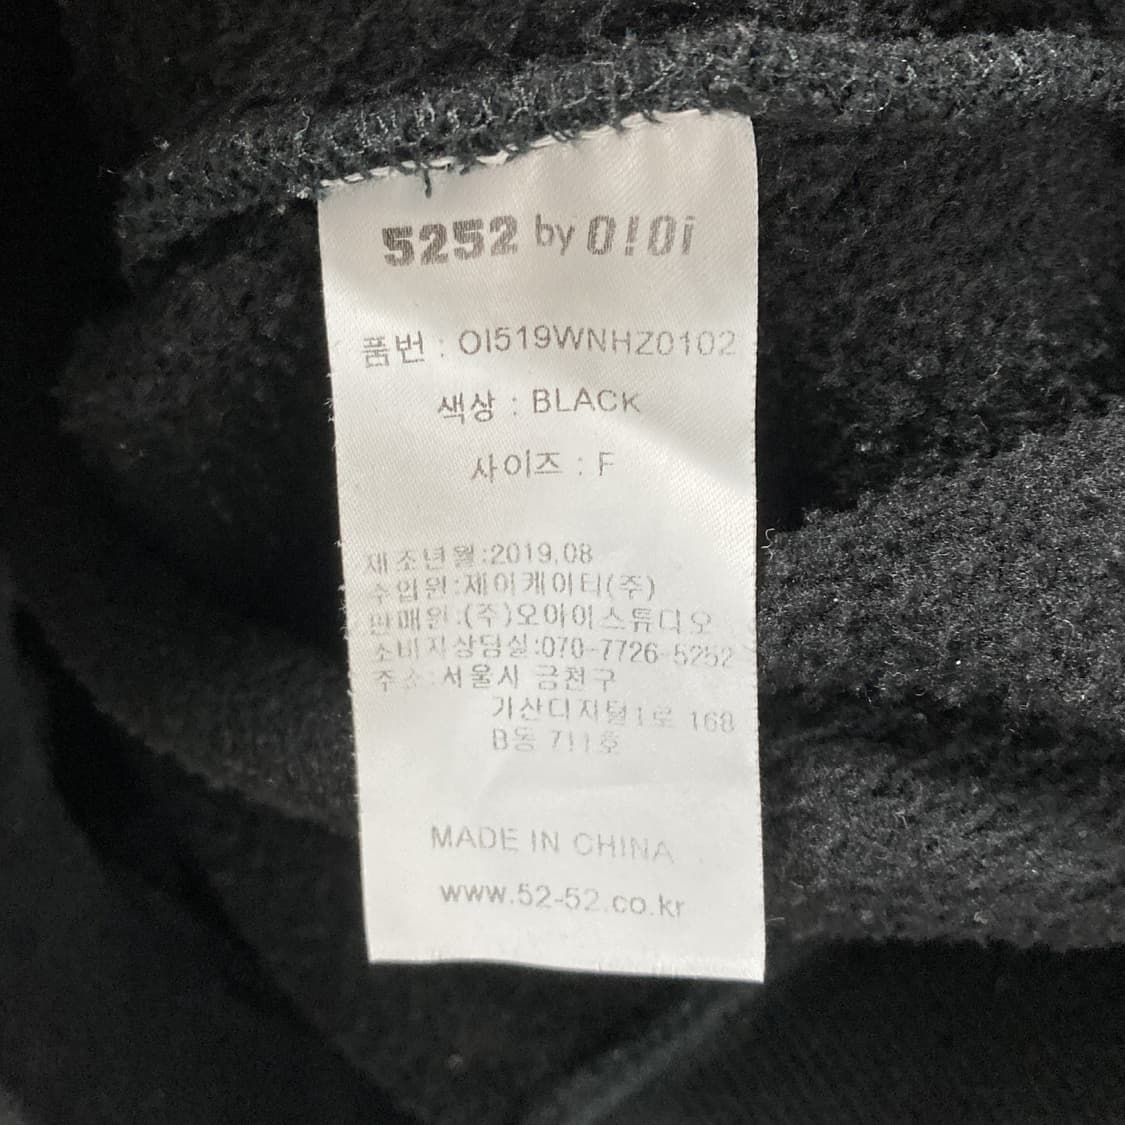 5252 by O!Oi
품번 : OI519WNHZ0102
색상 : BLACK
사이즈 : F
제조년월:2019.08
수입원:제이케이티(주)
판매원:(주)오아이스튜디오
소비자상담실:070-7726-5252
주소:서울시 금천구
가산디지털1로 168
B동 711호
MADE IN CHINA
www.52-52.co.kr